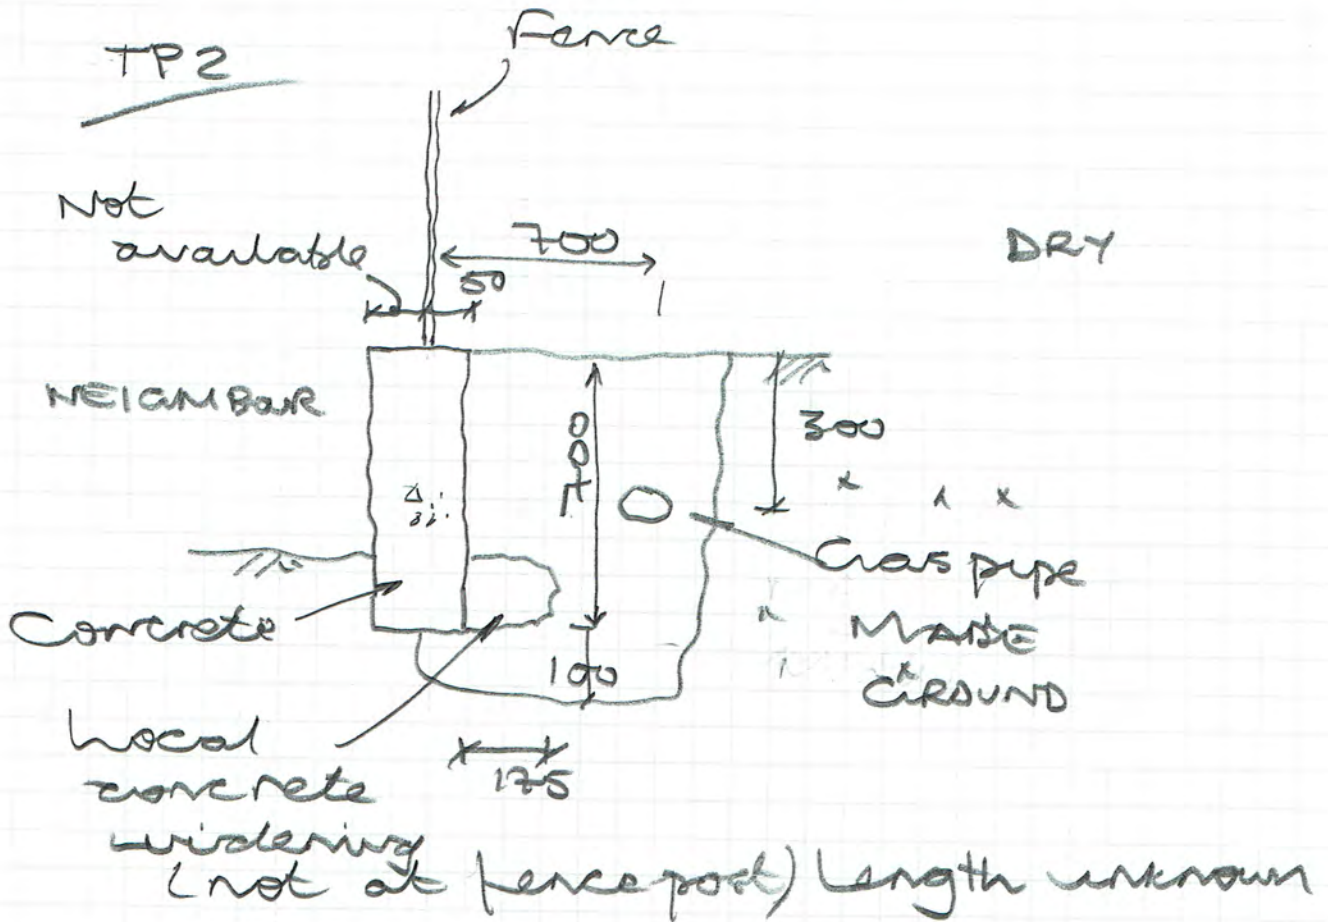 TP2
Fence
Not
available
700
50
DRY
NEIGHBOUR
300
Gas pipe
Concrete
MADE
GROUND
100
Local
concrete
widening
175
(not at fence post) Length unknown